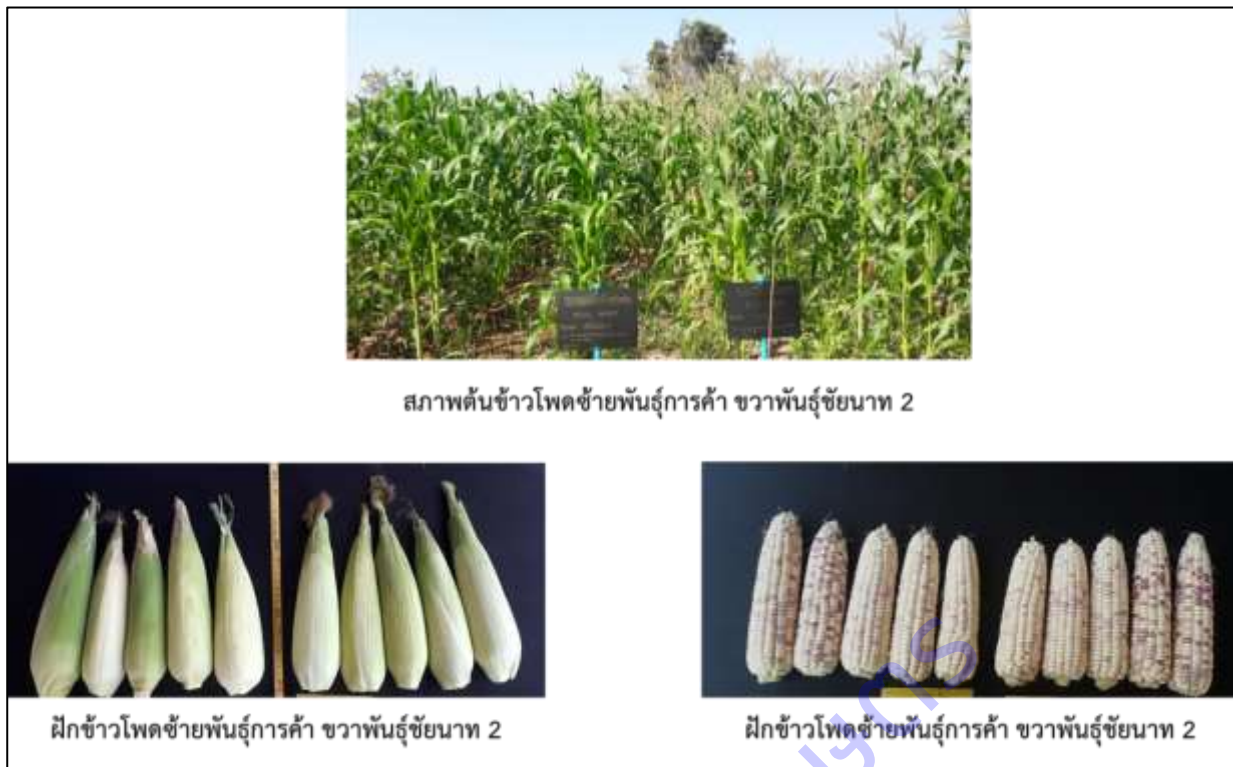 สภาพต้นข้าวโพดซ้ายพันธุ์การค้า ขวาพันธุ์ชัยนาท 2
ฝักข้าวโพดซ้ายพันธุ์การค้า ขวาพันธุ์ชัยนาท 2
ฝักข้าวโพดซ้ายพันธุ์การค้า ขวาพันธุ์ชัยนาท 2